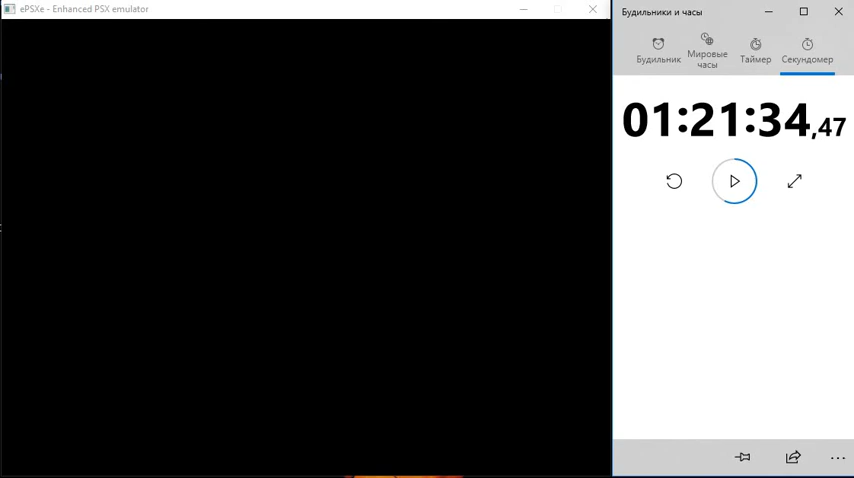 ePSXe - Enhanced PSX emulator
Будильники и часы
Будильник
Мировые
часы
Таймер
Секундомер
01:21:34,47